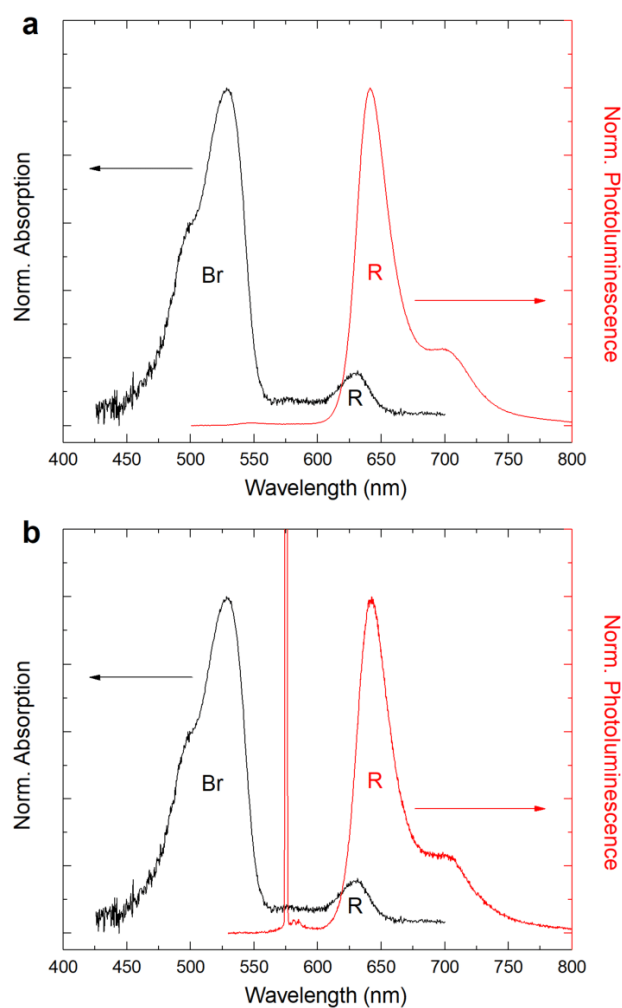 a
Norm. Absorption
Br
R
R
Norm. Photoluminescence
400 450 500 550 600 650 700 750 800
Wavelength (nm)
b
Norm. Absorption
Br
R
R
Norm. Photoluminescence
400 450 500 550 600 650 700 750 800
Wavelength (nm)